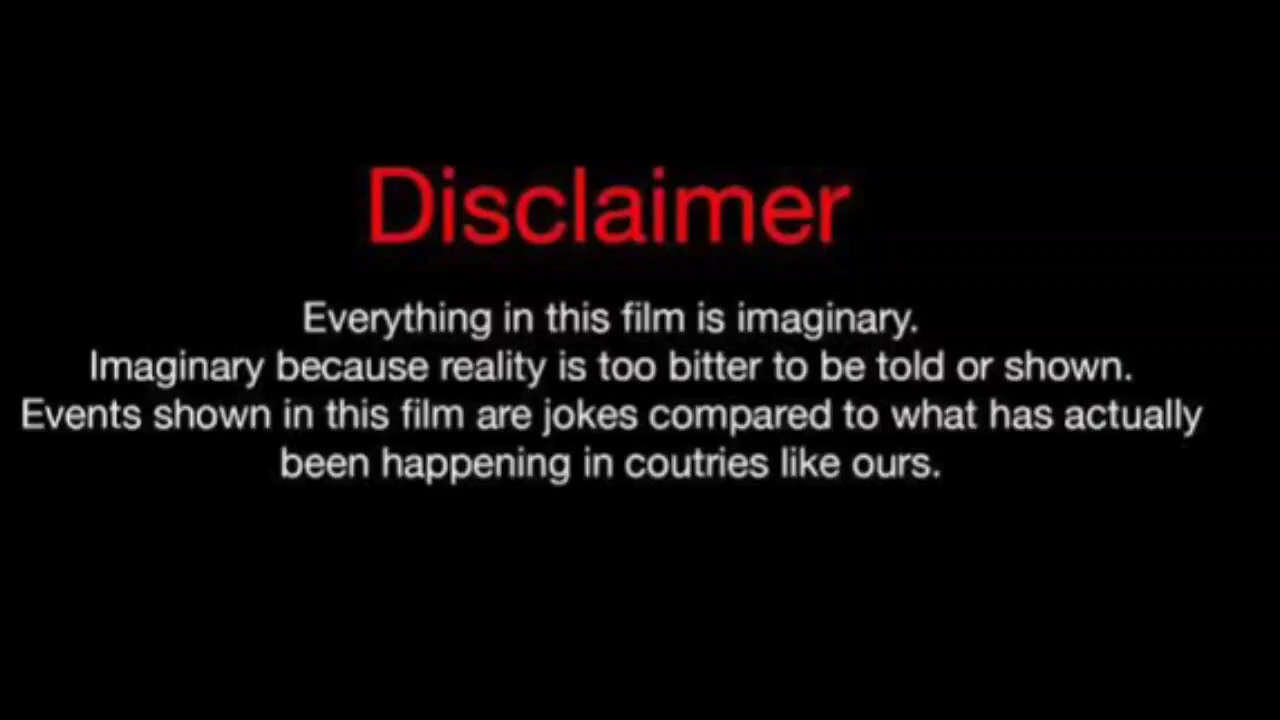 Disclaimer
Everything in this film is imaginary.
Imaginary because reality is too bitter to be told or shown.
Events shown in this film are jokes compared to what has actually
been happening in coutries like ours.